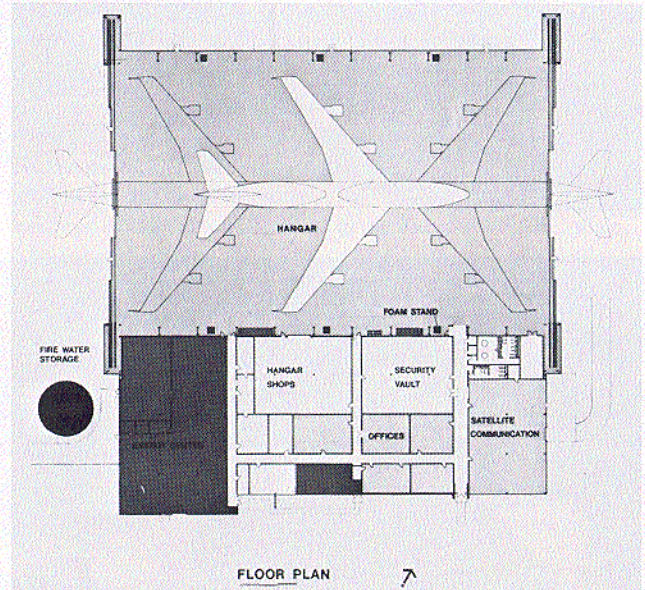 HANGAR
FOAM STAND
FIRE WATER
STORAGE
HANGAR
SHOPS
SECURITY
VAULT
OFFICES
SATELLITE
COMMUNICATION
FLOOR PLAN